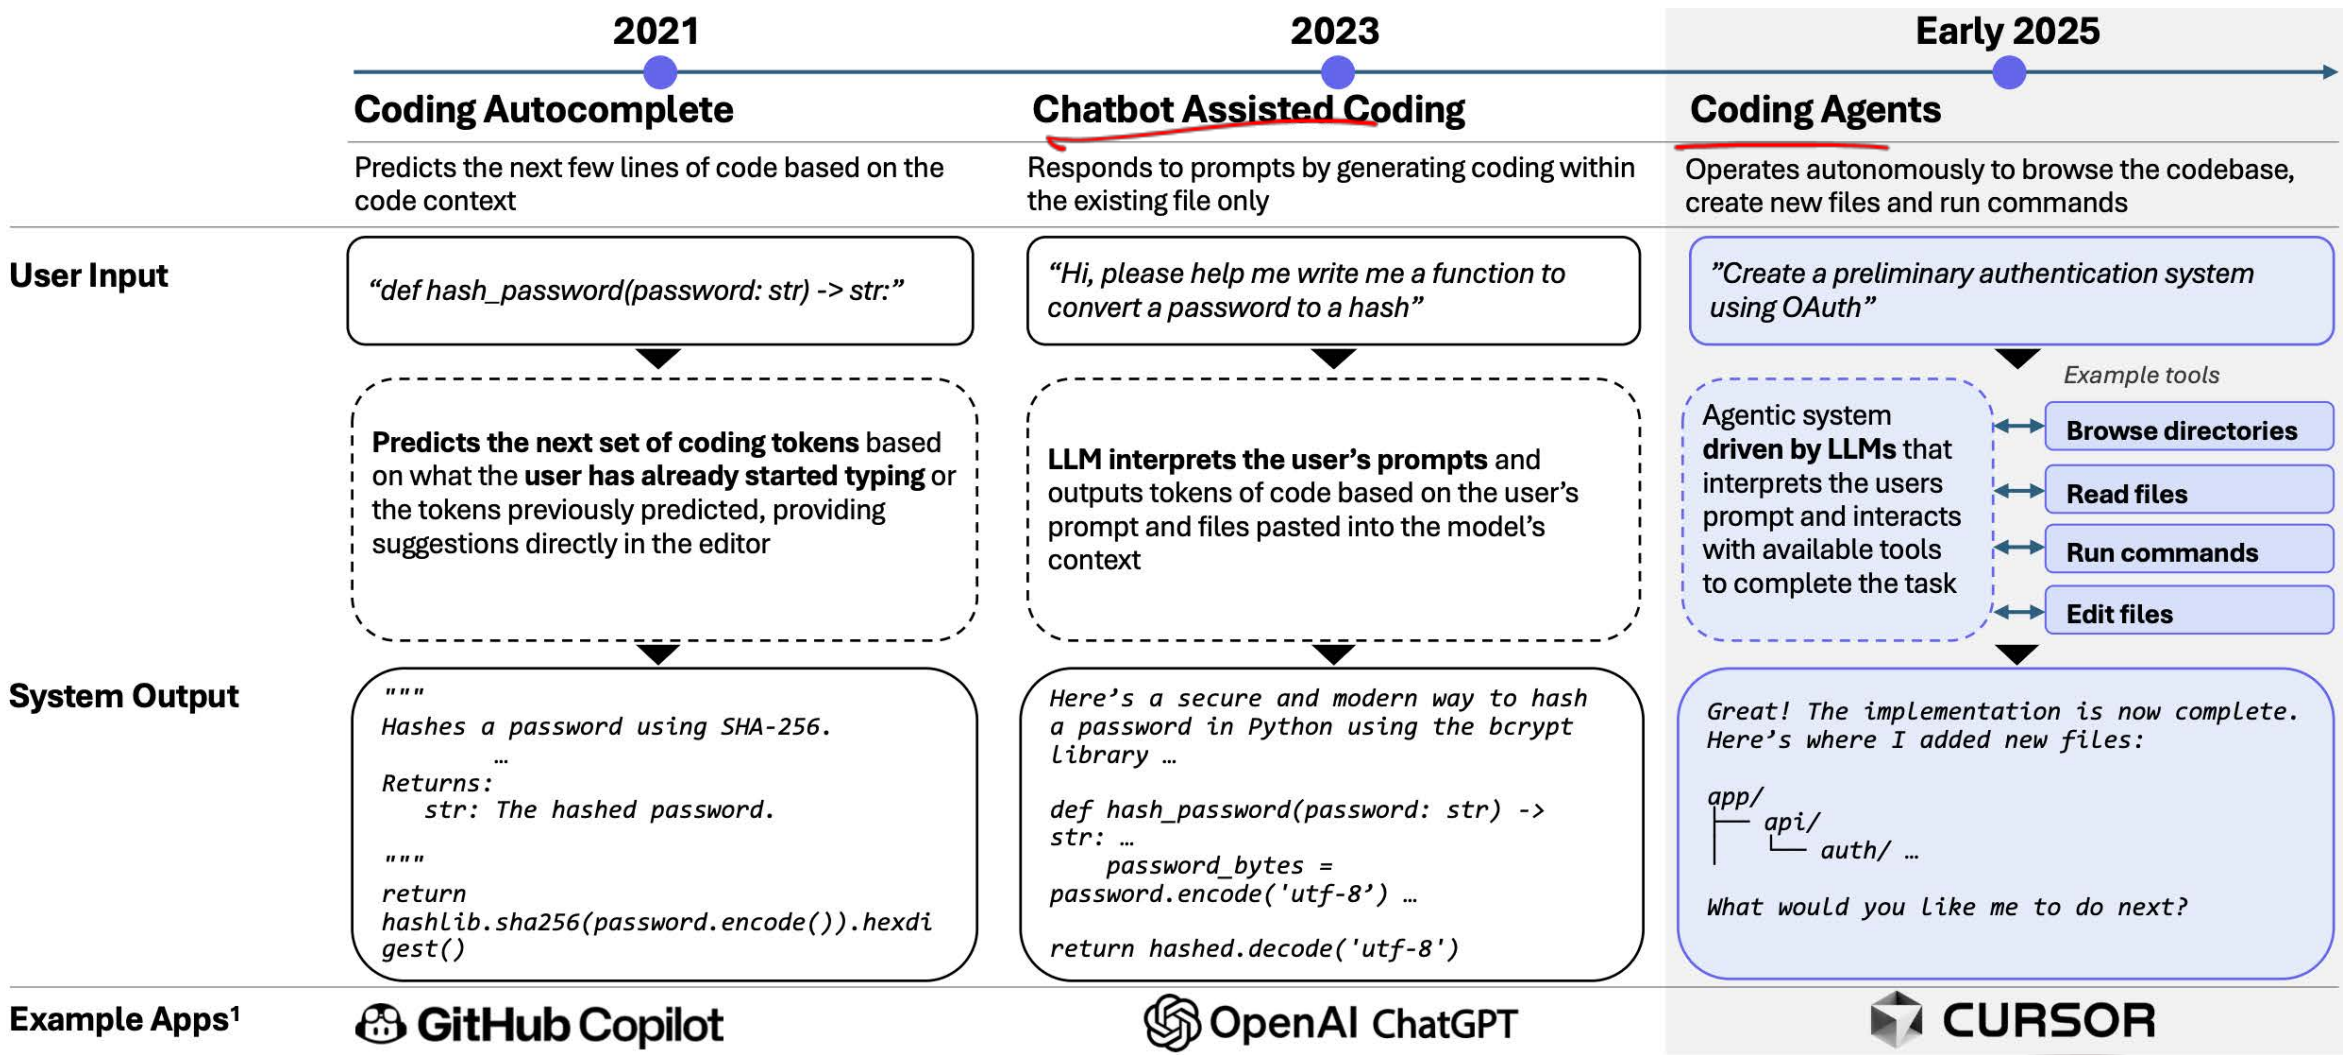 2021
2023
Early 2025
Coding Autocomplete
Chatbot Assisted Coding
Coding Agents
Predicts the next few lines of code based on the
code context
Responds to prompts by generating coding within
the existing file only
Operates autonomously to browse the codebase,
create new files and run commands
User Input
“def hash_password(password: str) -> str:”
“Hi, please help me write me a function to
convert a password to a hash”
”Create a preliminary authentication system
using OAuth”
Predicts the next set of coding tokens based
on what the user has already started typing or
the tokens previously predicted, providing
suggestions directly in the editor
LLM interprets the user’s prompts and
outputs tokens of code based on the user’s
prompt and files pasted into the model’s
context
Agentic system
driven by LLMs that
interprets the users
prompt and interacts
with available tools
to complete the task
Example tools
Browse directories
Read files
Run commands
Edit files
System Output
"""
Hashes a password using SHA-256.
…
Returns:
str: The hashed password.
"""
return
hashlib.sha256(password.encode()).hexdi
gest()
Here’s a secure and modern way to hash
a password in Python using the bcrypt
library …
def hash_password(password: str) ->
str: …
password_bytes =
password.encode('utf-8’) …
return hashed.decode('utf-8')
Great! The implementation is now complete.
Here’s where I added new files:
app/
├── api/
└── auth/ …
What would you like me to do next?
Example Apps¹
GitHub Copilot
OpenAI ChatGPT
CURSOR